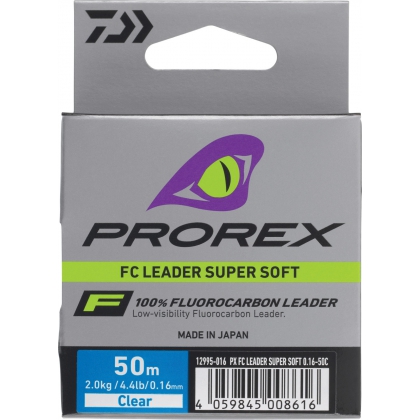 PROREX
FC LEADER SUPER SOFT
F 100% FLUOROCARBON LEADER
Low-visibility Fluorocarbon Leader.
MADE IN JAPAN
50m
2.0kg/4.4lb/0.16mm
Clear
12995-016 PX FC LEADER SUPER SOFT 0.16-50C
4 059845 008616